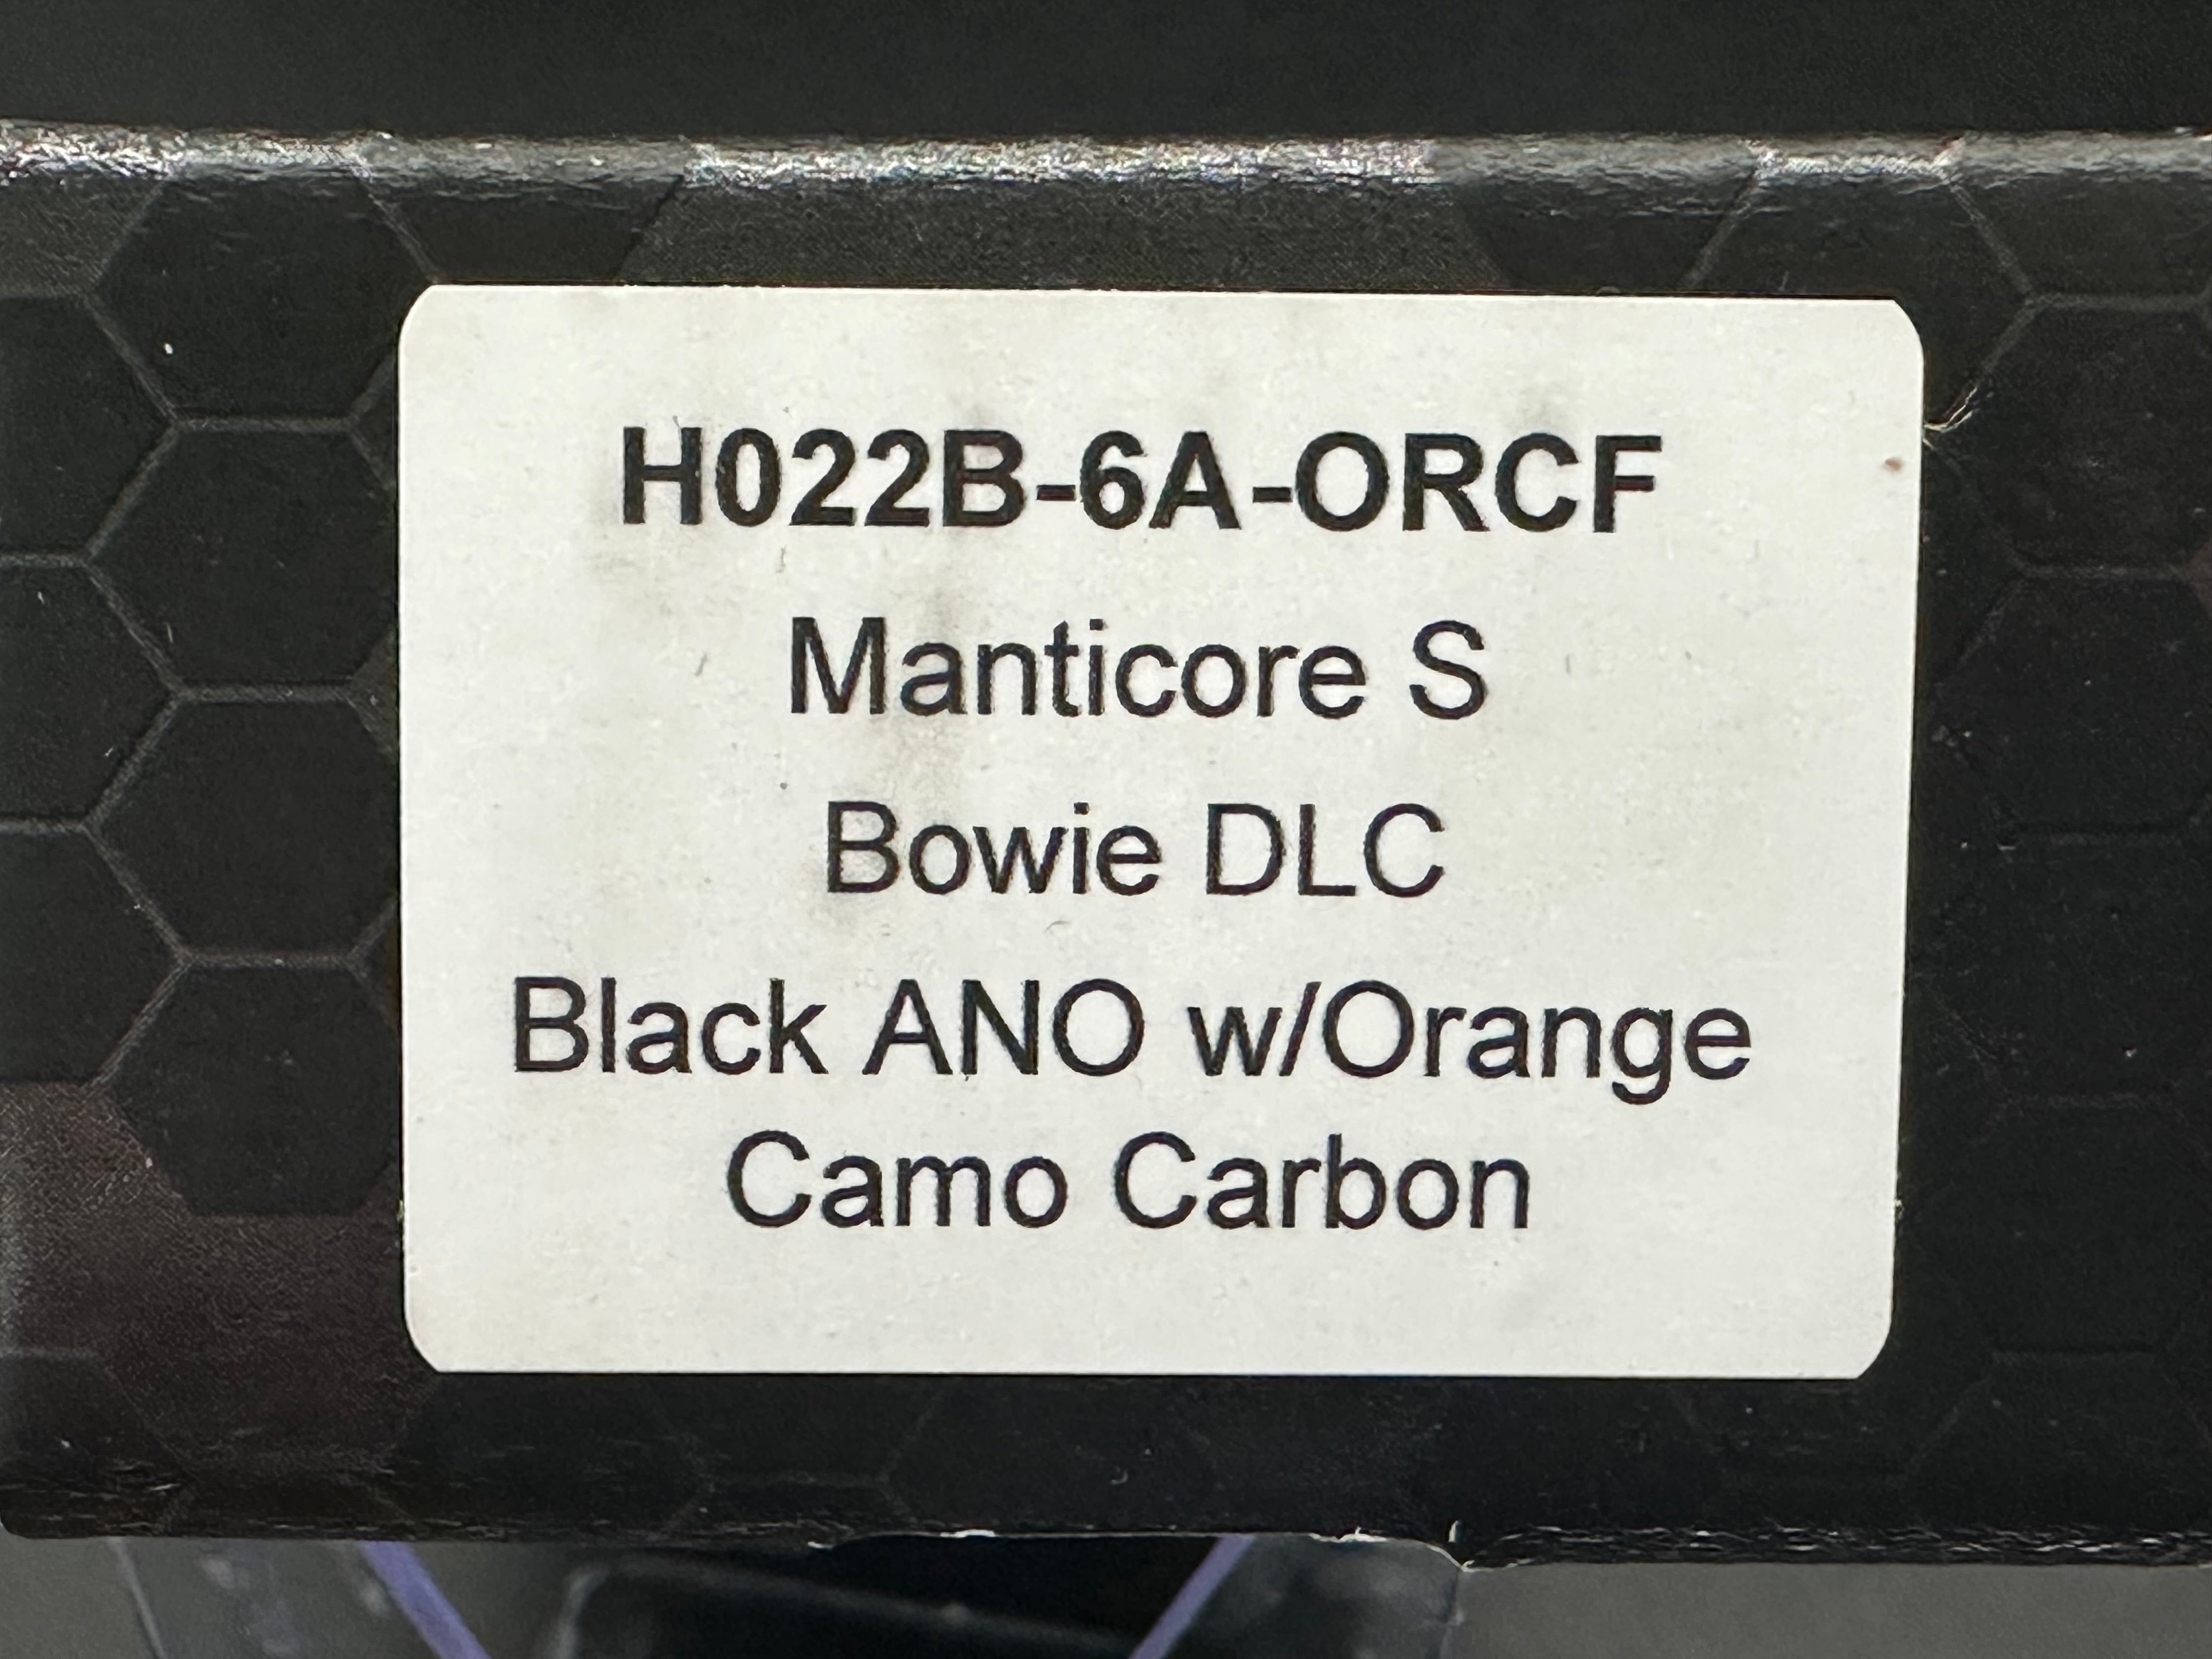 H022B-6A-ORCF
Manticore S
Bowie DLC
Black ANO w/Orange
Camo Carbon